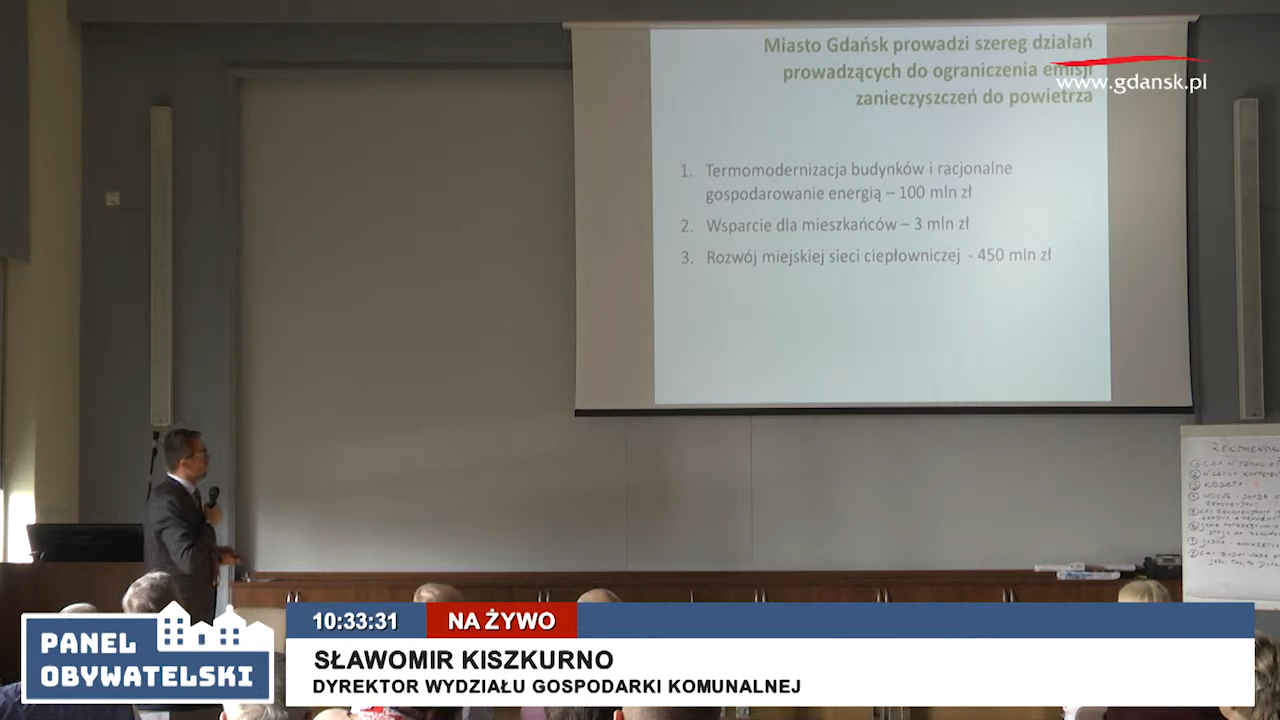 Miasto Gdańsk prowadzi szereg działań
prowadzących do ograniczenia emisji
www.gdansk.pl
zanieczyszczeń do powietrza
1. Termomodernizacja budynków i racjonalne
gospodarowanie energią – 100 mln zł
2. Wsparcie dla mieszkańców – 3 mln zł
3. Rozwój miejskiej sieci ciepłowniczej - 450 mln zł
PANEL
OBYWATELSKI
10:33:31 NA ŻYWO
SŁAWOMIR KISZKURNO
DYREKTOR WYDZIAŁU GOSPODARKI KOMUNALNEJ